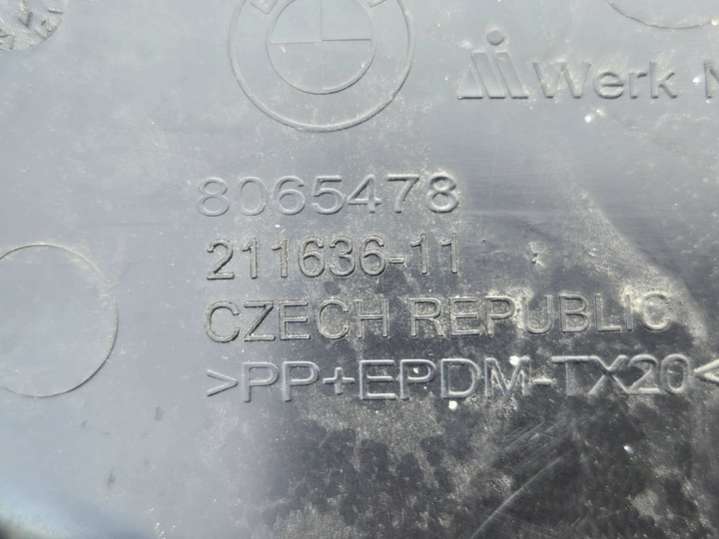 Werk
8065478
211636-11
CZECH REPUBLIC
>PP+EPDM-TX20<